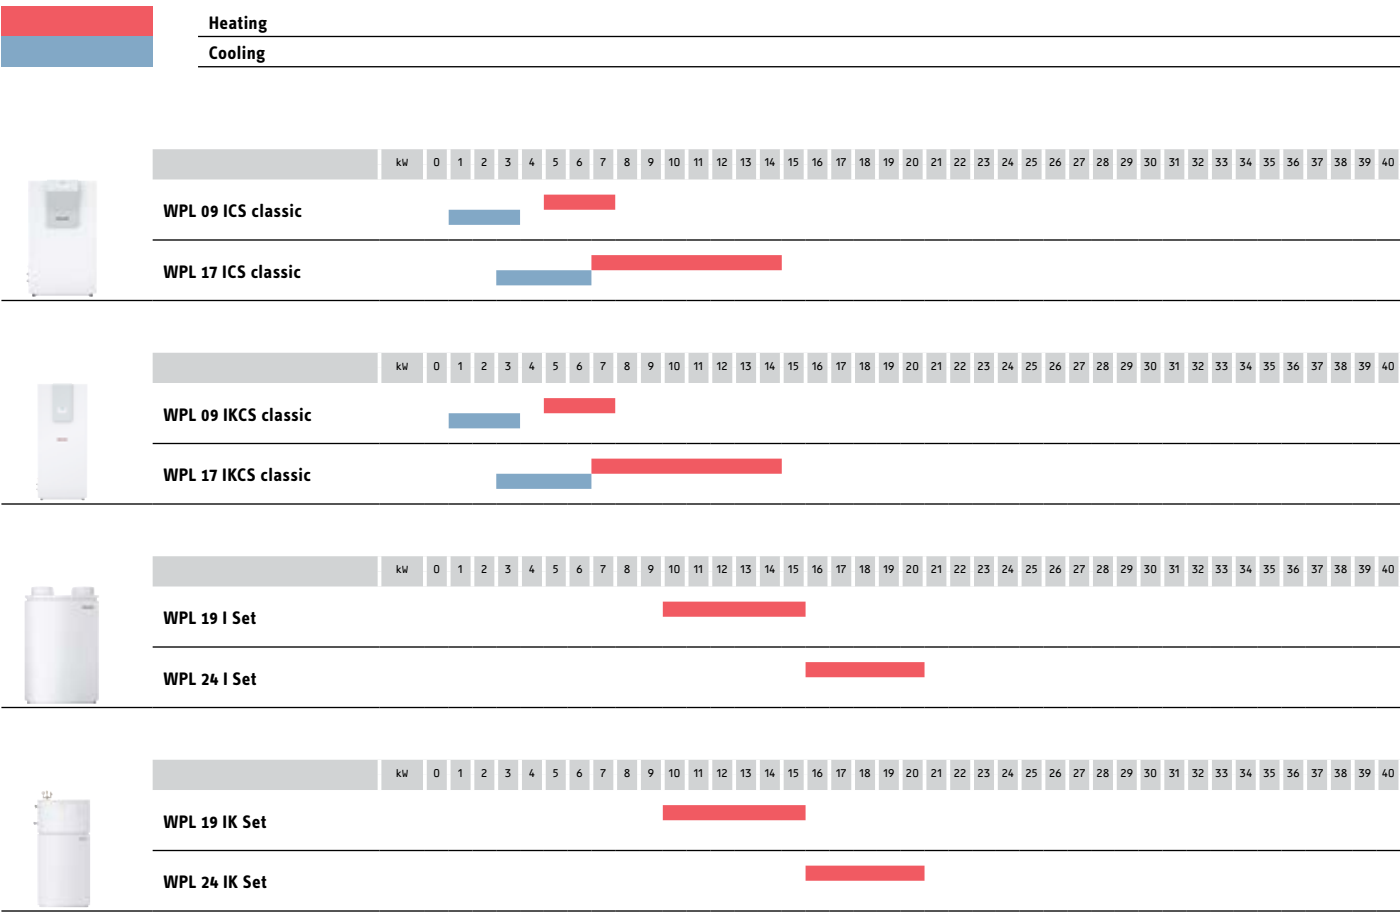 Heating
Cooling
kW 0 1 2 3 4 5 6 7 8 9 10 11 12 13 14 15 16 17 18 19 20 21 22 23 24 25 26 27 28 29 30 31 32 33 34 35 36 37 38 39 40
WPL 09 ICS classic
WPL 17 ICS classic
kW 0 1 2 3 4 5 6 7 8 9 10 11 12 13 14 15 16 17 18 19 20 21 22 23 24 25 26 27 28 29 30 31 32 33 34 35 36 37 38 39 40
WPL 09 IKCS classic
WPL 17 IKCS classic
kW 0 1 2 3 4 5 6 7 8 9 10 11 12 13 14 15 16 17 18 19 20 21 22 23 24 25 26 27 28 29 30 31 32 33 34 35 36 37 38 39 40
WPL 19 I Set
WPL 24 I Set
kW 0 1 2 3 4 5 6 7 8 9 10 11 12 13 14 15 16 17 18 19 20 21 22 23 24 25 26 27 28 29 30 31 32 33 34 35 36 37 38 39 40
WPL 19 IK Set
WPL 24 IK Set